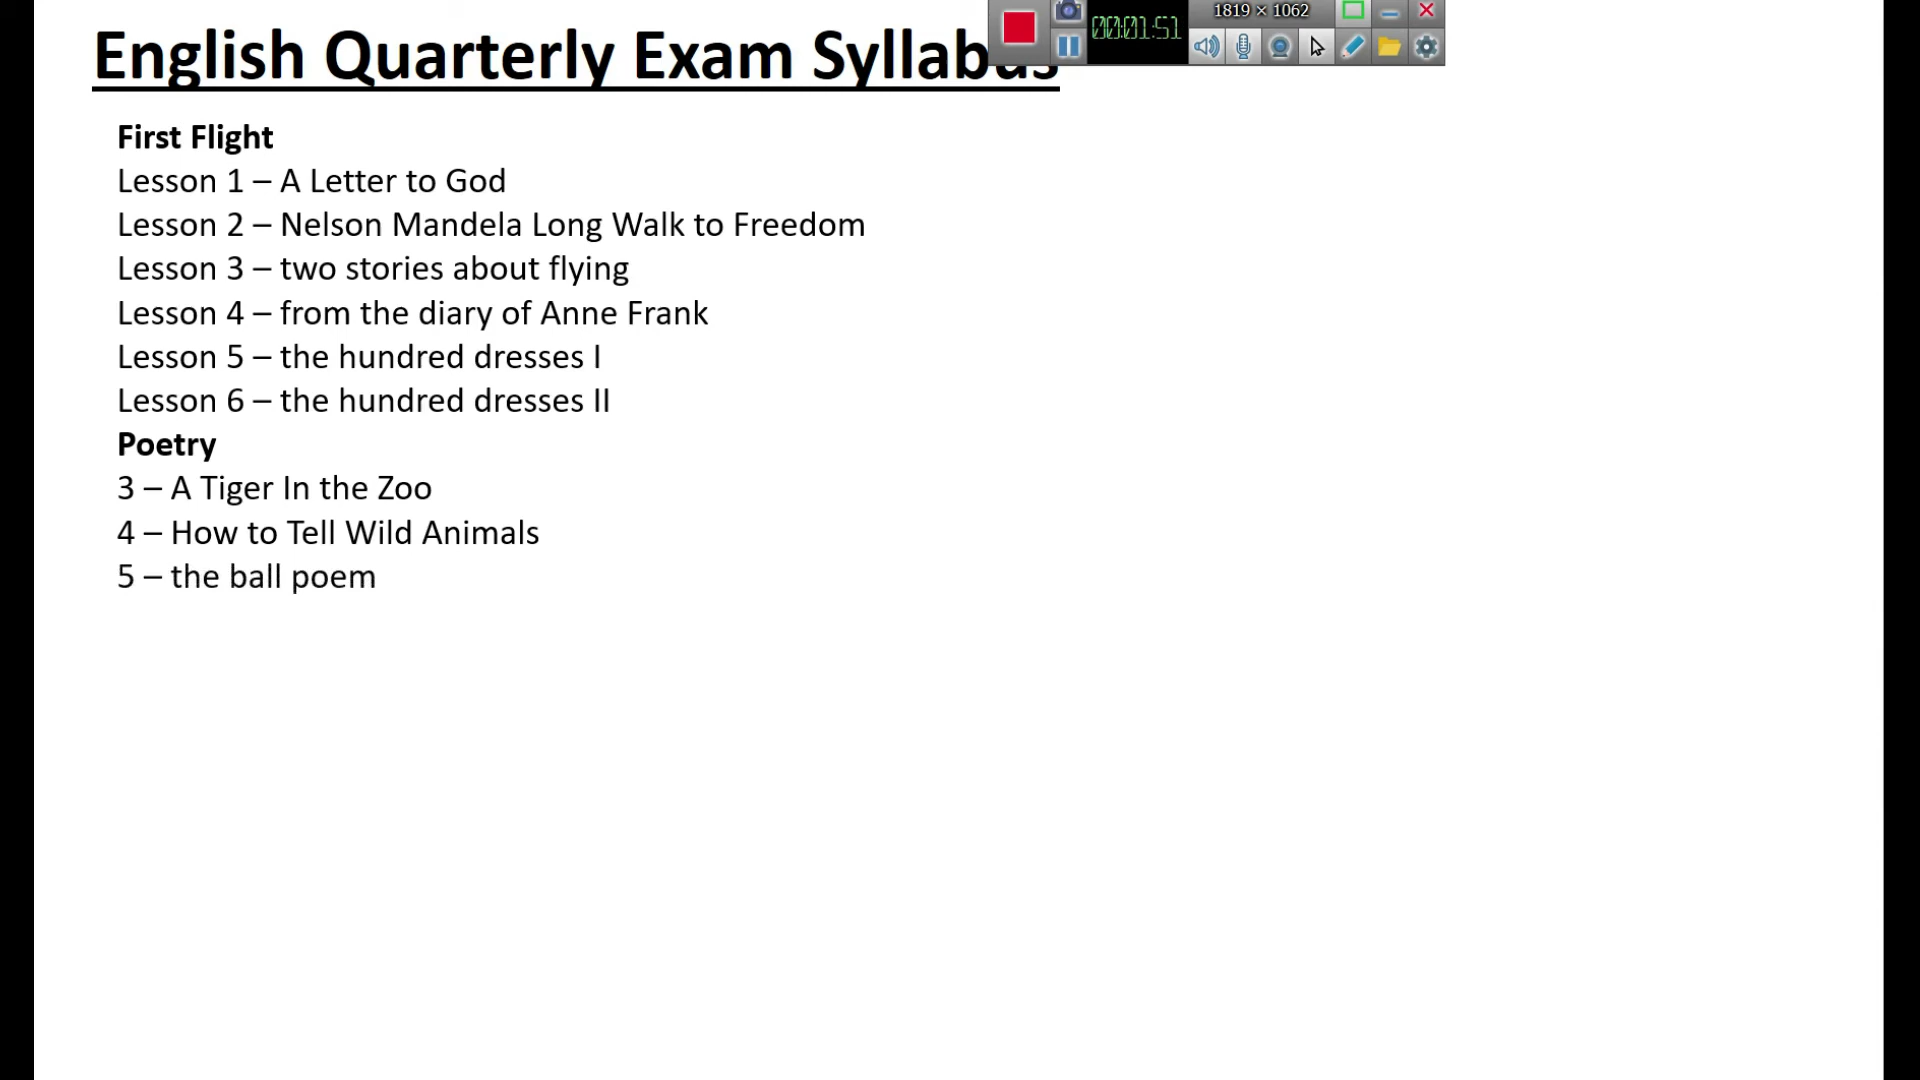 English Quarterly Exam Syllabus
00:01:51
1819 × 1062
First Flight
Lesson 1 – A Letter to God
Lesson 2 – Nelson Mandela Long Walk to Freedom
Lesson 3 – two stories about flying
Lesson 4 – from the diary of Anne Frank
Lesson 5 – the hundred dresses I
Lesson 6 – the hundred dresses II
Poetry
3 – A Tiger In the Zoo
4 – How to Tell Wild Animals
5 – the ball poem